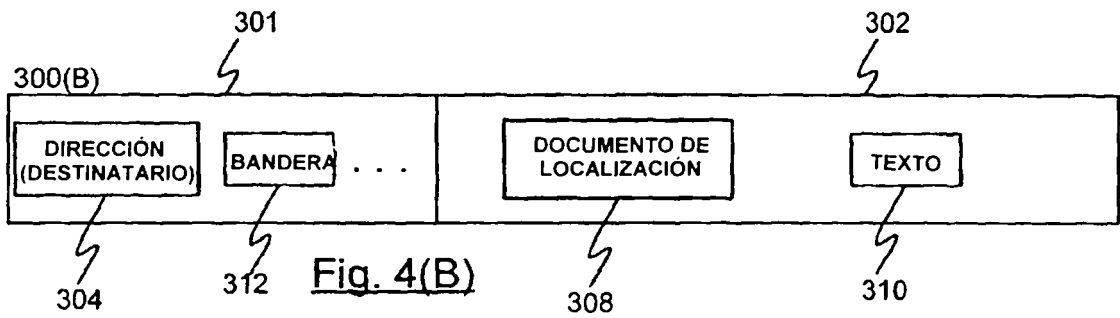 301
302
300(B)
DIRECCIÓN
(DESTINATARIO)
BANDERA
. . .
DOCUMENTO DE
LOCALIZACIÓN
TEXTO
304
312
Fig. 4(B)
308
310